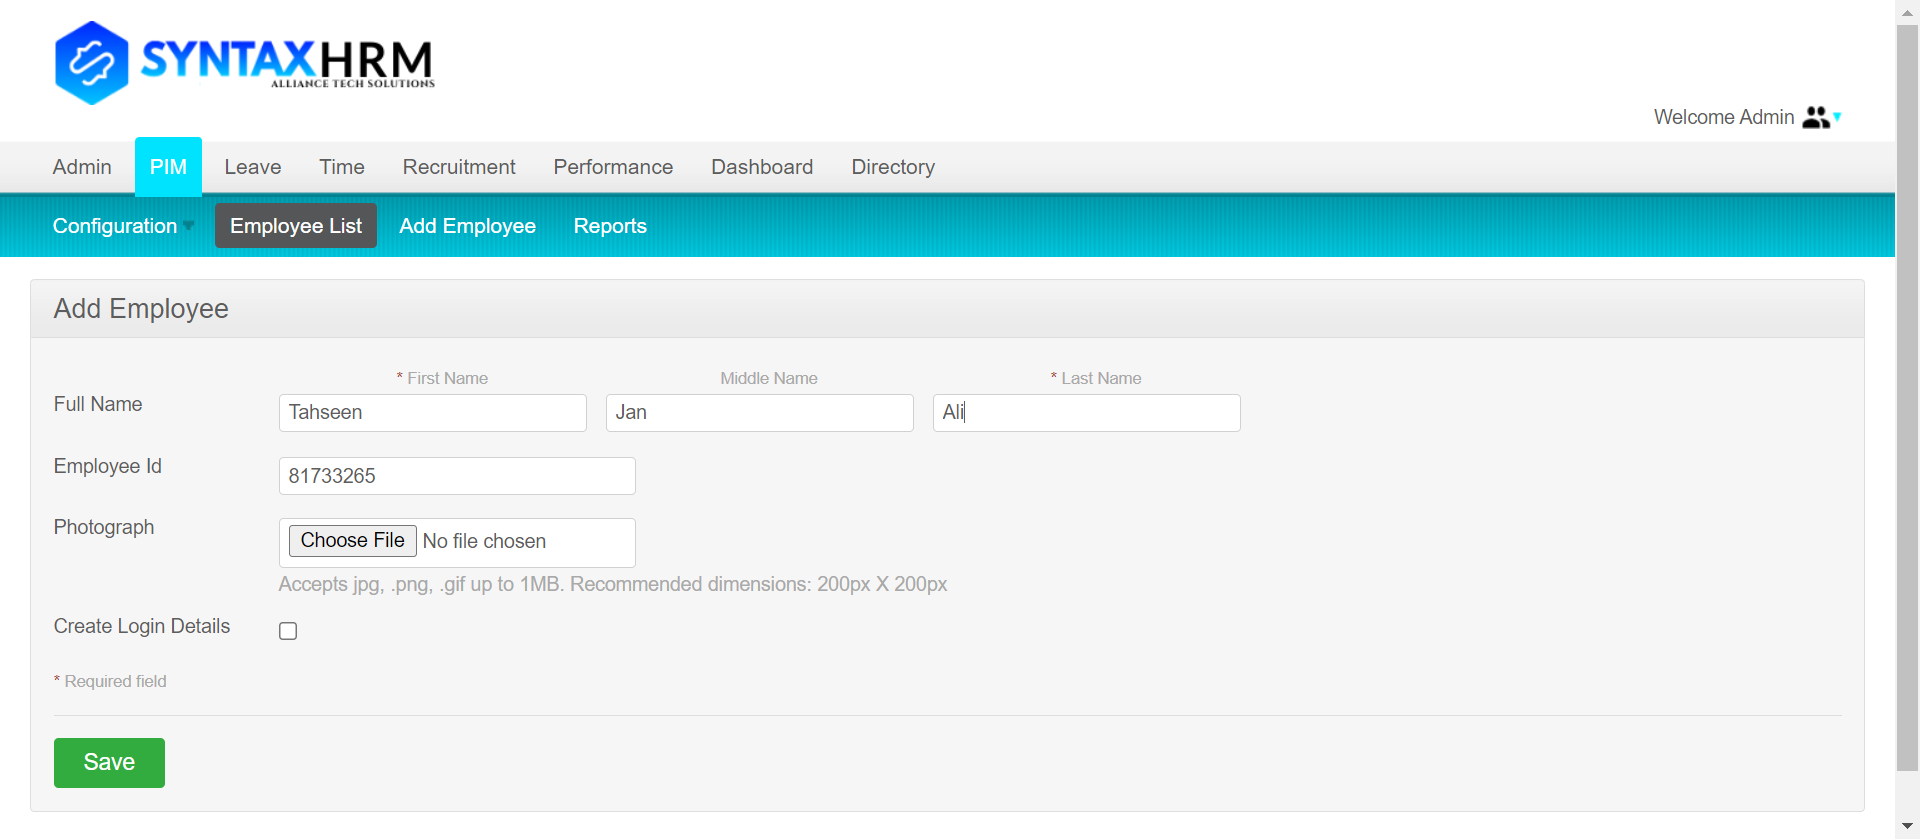 SYNTAXHRM
ALLIANCE TECH SOLUTIONS
Welcome Admin
Admin PIM Leave Time Recruitment Performance Dashboard Directory
Configuration Employee List Add Employee Reports
Add Employee
* First Name Middle Name * Last Name
Full Name Tahseen Jan Ali
Employee Id 81733265
Photograph Choose File No file chosen
Accepts jpg, .png, .gif up to 1MB. Recommended dimensions: 200px X 200px
Create Login Details
* Required field
Save